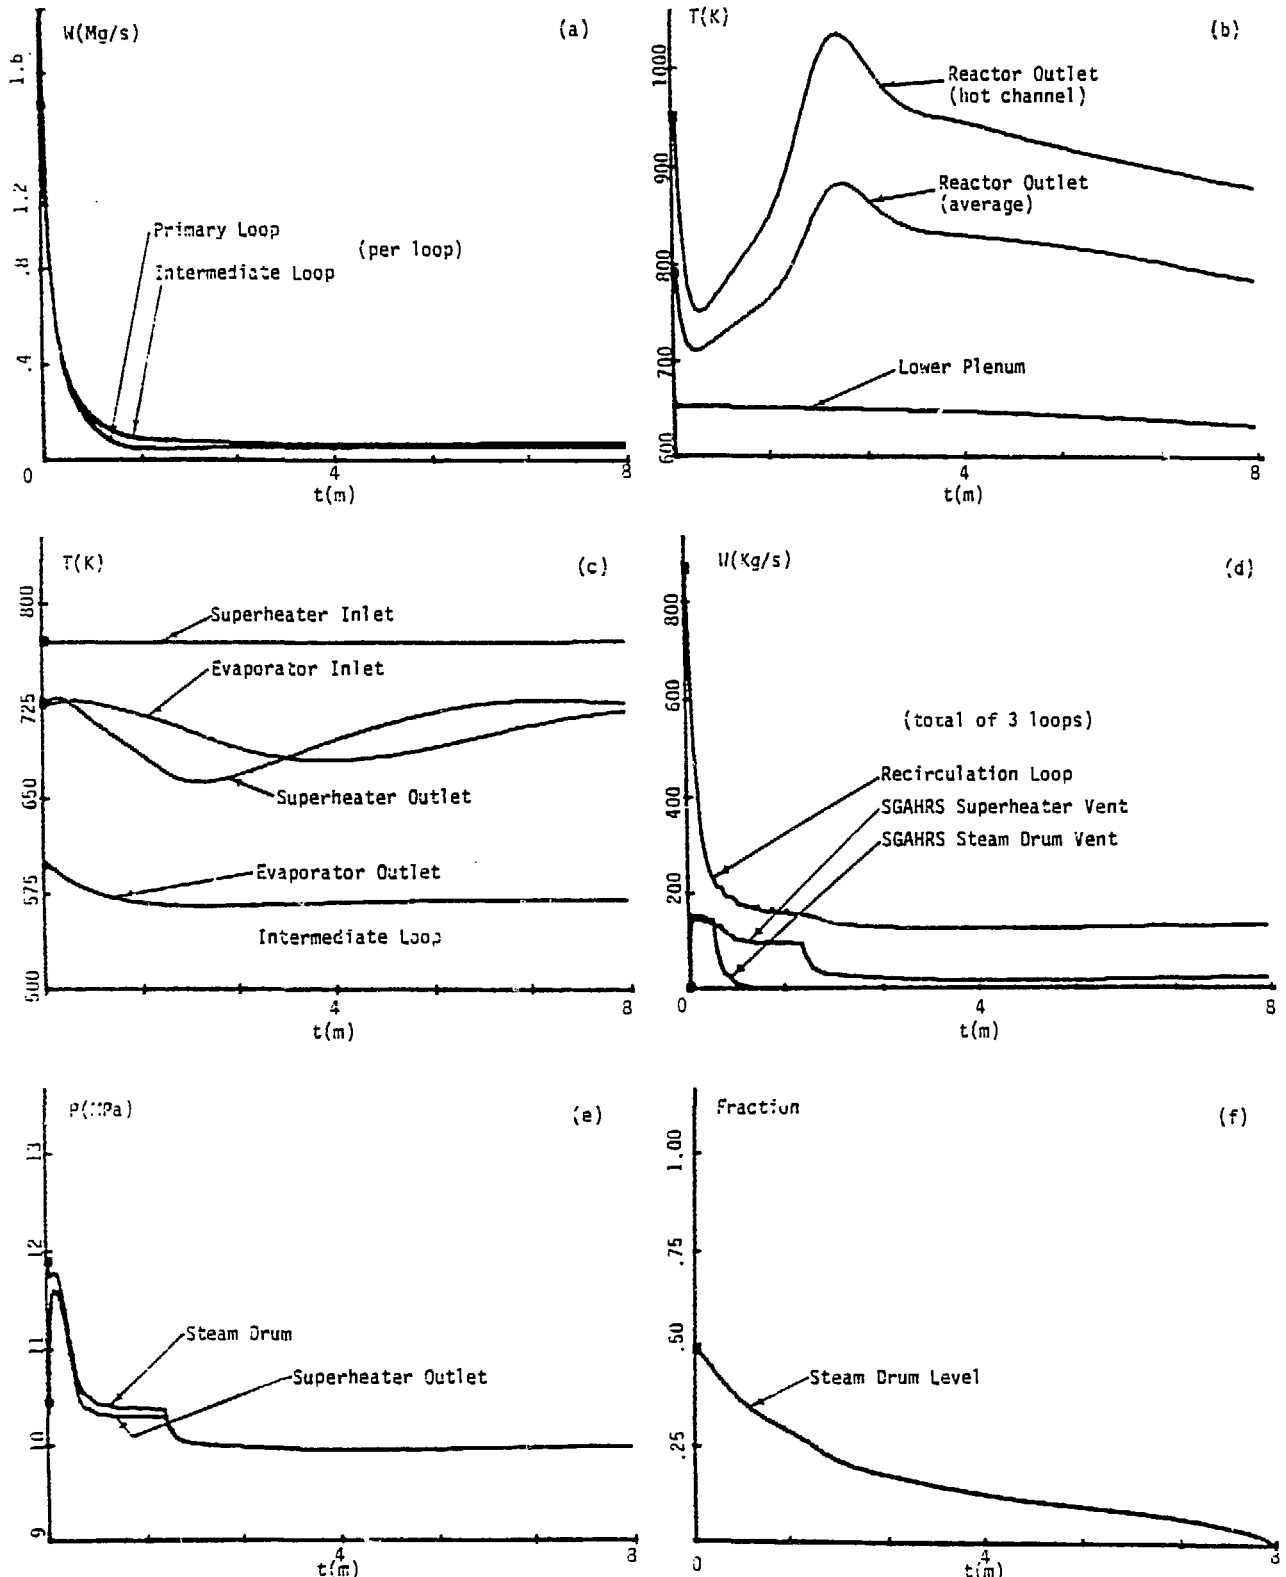 W(Mg/s)
(a)
1.6
1.2
.8
.4
0
4
8
t(m)
Primary Loop
Intermediate Loop
(per loop)
T(K)
(b)
1000
900
800
700
600
4
8
t(m)
Reactor Outlet
(hot channel)
Reactor Outlet
(average)
Lower Plenum
T(K)
(c)
800
725
650
575
500
4
8
t(m)
Superheater Inlet
Evaporator Inlet
Superheater Outlet
Evaporator Outlet
Intermediate Loop
W(Kg/s)
(d)
800
600
400
200
0
4
8
t(m)
(total of 3 loops)
Recirculation Loop
SGAHRS Superheater Vent
SGAHRS Steam Drum Vent
P(MPa)
(e)
13
12
11
10
9
4
8
t(m)
Steam Drum
Superheater Outlet
Fraction
(f)
1.00
.75
.50
.25
0
4
8
t(m)
Steam Drum Level